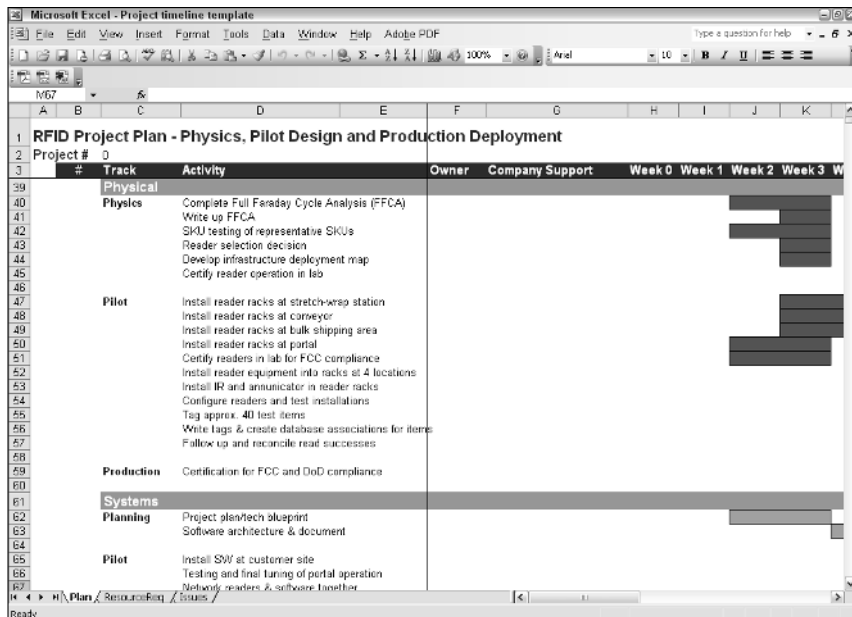 Microsoft Excel - Project timeline template
File Edit View Insert Format Tools Data Window Help Adobe PDF Type a question for help
100% Arial 10 B I U
M67 fx
A B C D E F G H I J K
1 RFID Project Plan - Physics, Pilot Design and Production Deployment
2 Project # 0
3 # Track Activity Owner Company Support Week 0 Week 1 Week 2 Week 3 W
39 Physical
40 Physics Complete Full Faraday Cycle Analysis (FFCA)
41 Write up FFCA
42 SKU testing of representative SKUs
43 Reader selection decision
44 Develop infrastructure deployment map
45 Certify reader operation in lab
46
47 Pilot Install reader racks at stretch-wrap station
48 Install reader racks at conveyor
49 Install reader racks at bulk shipping area
50 Install reader racks at portal
51 Certify readers in lab for FCC compliance
52 Install reader equipment into racks at 4 locations
53 Install IR and annunicator in reader racks
54 Configure readers and test installations
55 Tag approx. 40 test items
56 Write tags & create database associations for items
57 Follow up and reconcile read successes
58
59 Production Certification for FCC and DoD compliance
60
61 Systems
62 Planning Project plan/tech blueprint
63 Software architecture & document
64
65 Pilot Install SW at customer site
66 Testing and final tuning of portal operation
67 Network readers & software together
Plan ResourceReq Issues
Ready